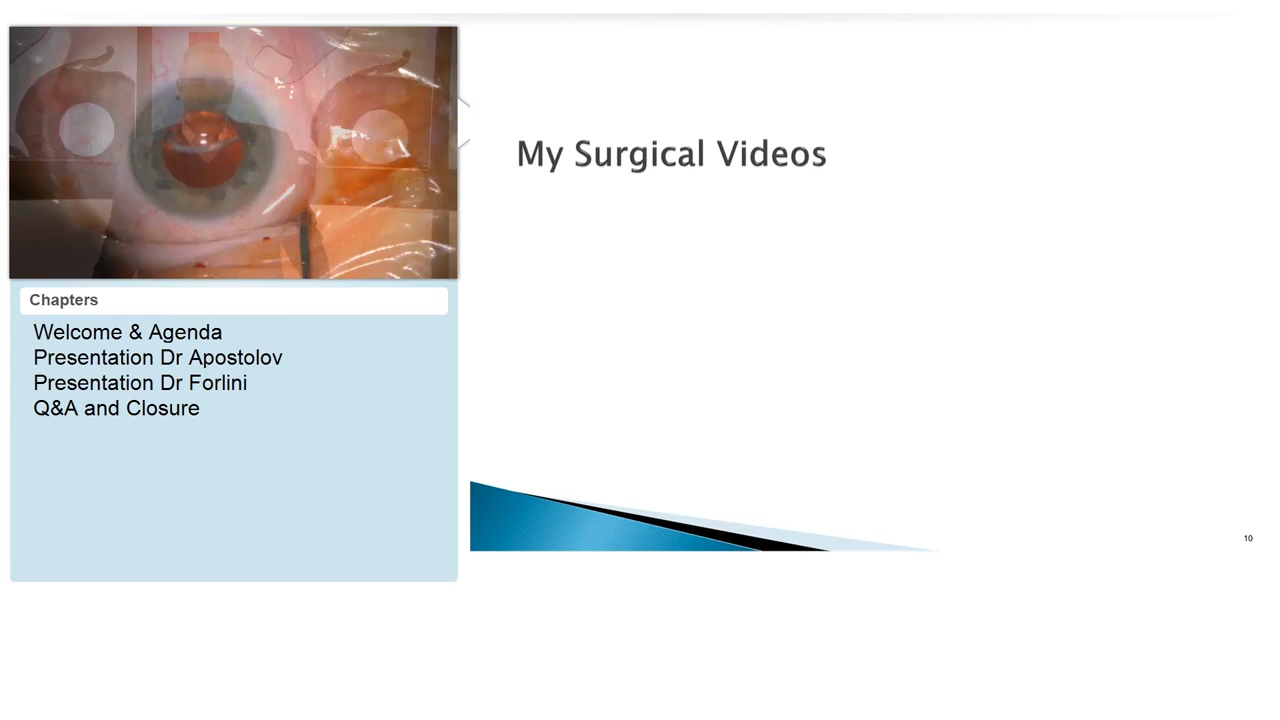 My Surgical Videos
Chapters
Welcome & Agenda
Presentation Dr Apostolov
Presentation Dr Forlini
Q&A and Closure
10